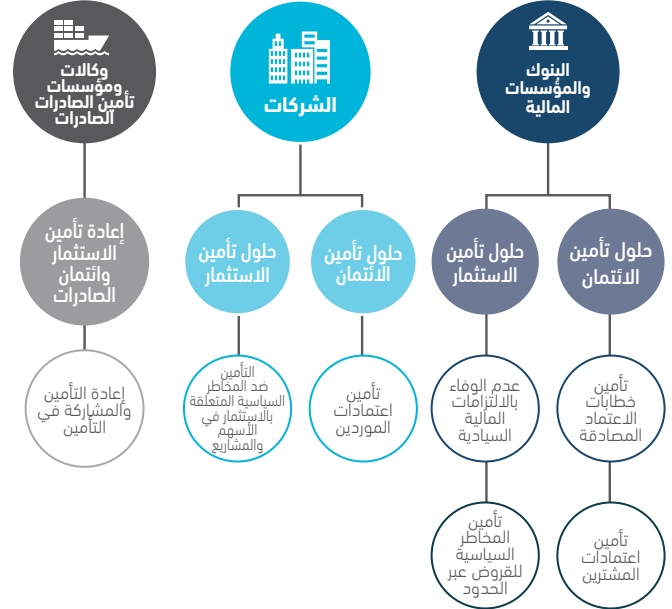 البنوك
والمؤسسات
المالية
حلول تأمين
الائتمان
تأمين
خطابات
الاعتماد
المصادقة
تأمين
اعتمادات
المشترين
حلول تأمين
الاستثمار
عدم الوفاء
بالالتزامات
المالية
السيادية
تأمين
المخاطر
السياسية
للقروض عبر
الحدود
الشركات
حلول تأمين
الائتمان
تأمين
اعتمادات
الموردين
حلول تأمين
الاستثمار
التأمين
ضد المخاطر
السياسية المتعلقة
بالاستثمار في
الأسهم
والمشاريع
وكالات
ومؤسسات
تأمين الصادرات
الصادرات
إعادة تأمين
الاستثمار
وائتمان
الصادرات
إعادة التأمين
والمشاركة في
التأمين